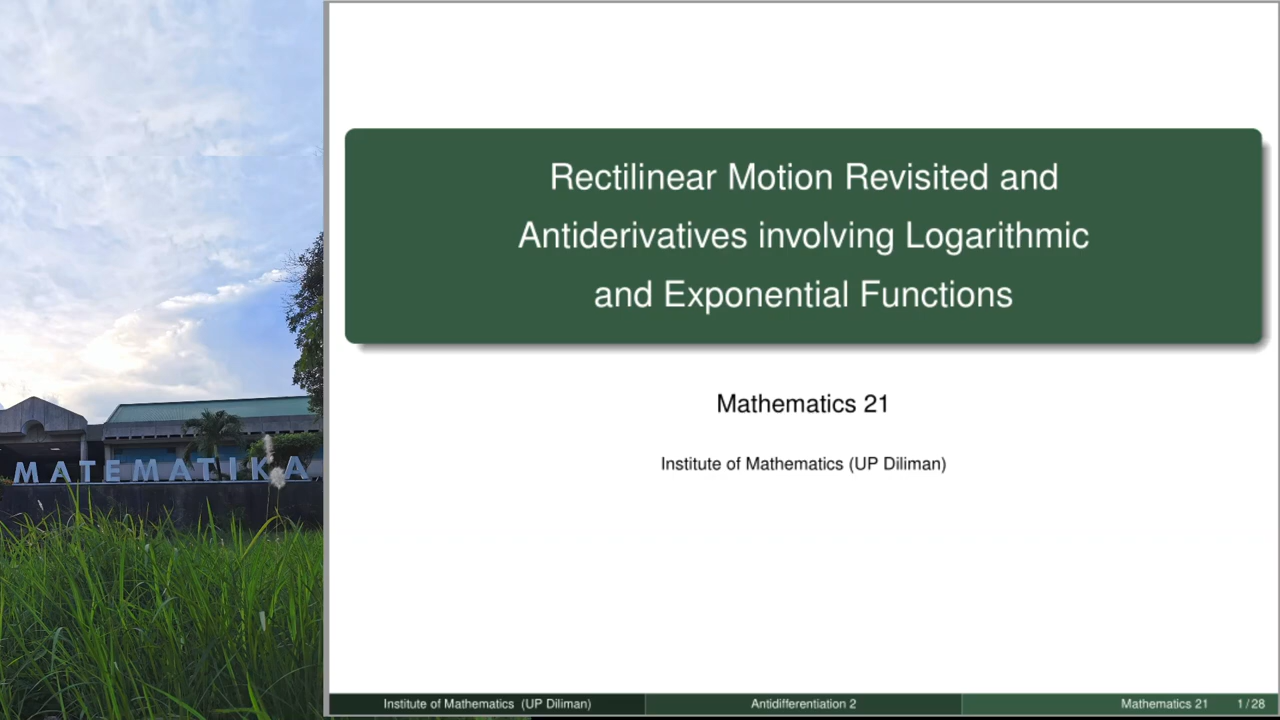 MATEMATIKA
Rectilinear Motion Revisited and
Antiderivatives involving Logarithmic
and Exponential Functions
Mathematics 21
Institute of Mathematics (UP Diliman)
Institute of Mathematics (UP Diliman) Antidifferentiation 2 Mathematics 21 1 / 28